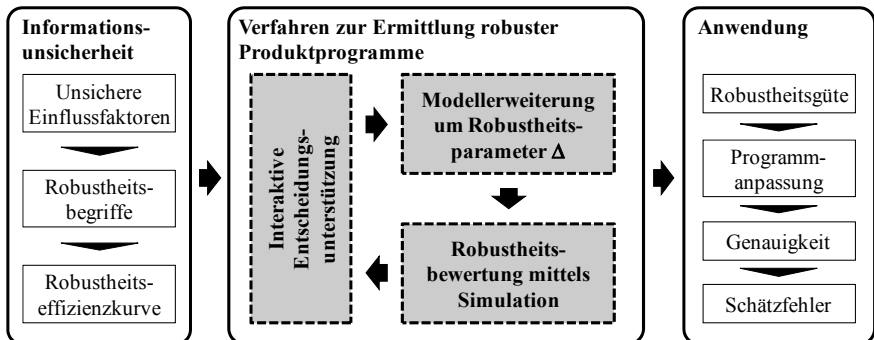 Informations-
unsicherheit
Unsichere
Einflussfaktoren
Robustheits-
begriffe
Robustheits-
effizienzkurve
Verfahren zur Ermittlung robuster
Produktprogramme
Interaktive
Entscheidungs-
unterstützung
Modellerweiterung
um Robustheits-
parameter Δ
Robustheits-
bewertung mittels
Simulation
Anwendung
Robustheitsgüte
Programm-
anpassung
Genauigkeit
Schätzfehler